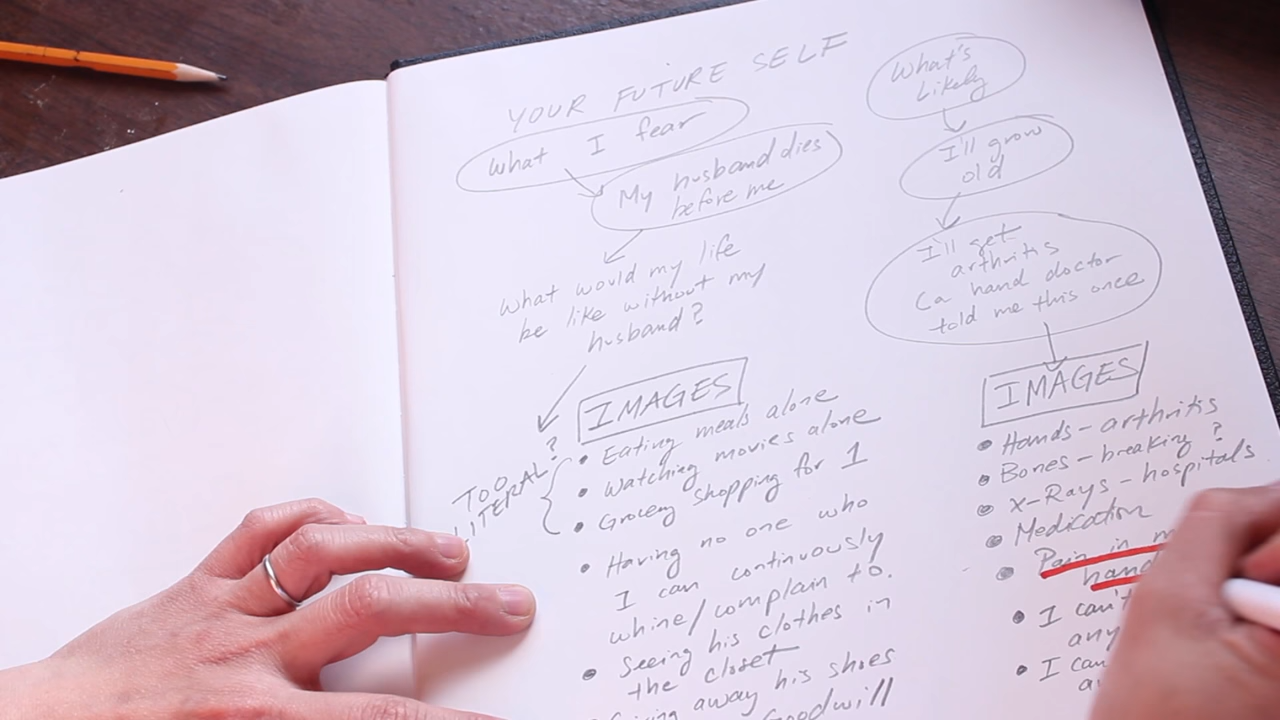 YOUR FUTURE SELF
What I fear
My husband dies
before me
What would my life
be like without my
husband?
TOO
LITERAL?
IMAGES
• Eating meals alone
• Watching movies alone
• Grocery shopping for 1
• Having no one who
I can continuously
whine/complain to.
• Seeing his clothes in
the closet
• Giving away his shoes
Goodwill
What's
Likely
I'll grow
old
I'll get
arthritis
(a hand doctor
told me this once
IMAGES
• Hands - arthritis
• Bones - breaking?
• X-Rays - hospitals
• Medication
• Pain in
hand
• I can't
• I can